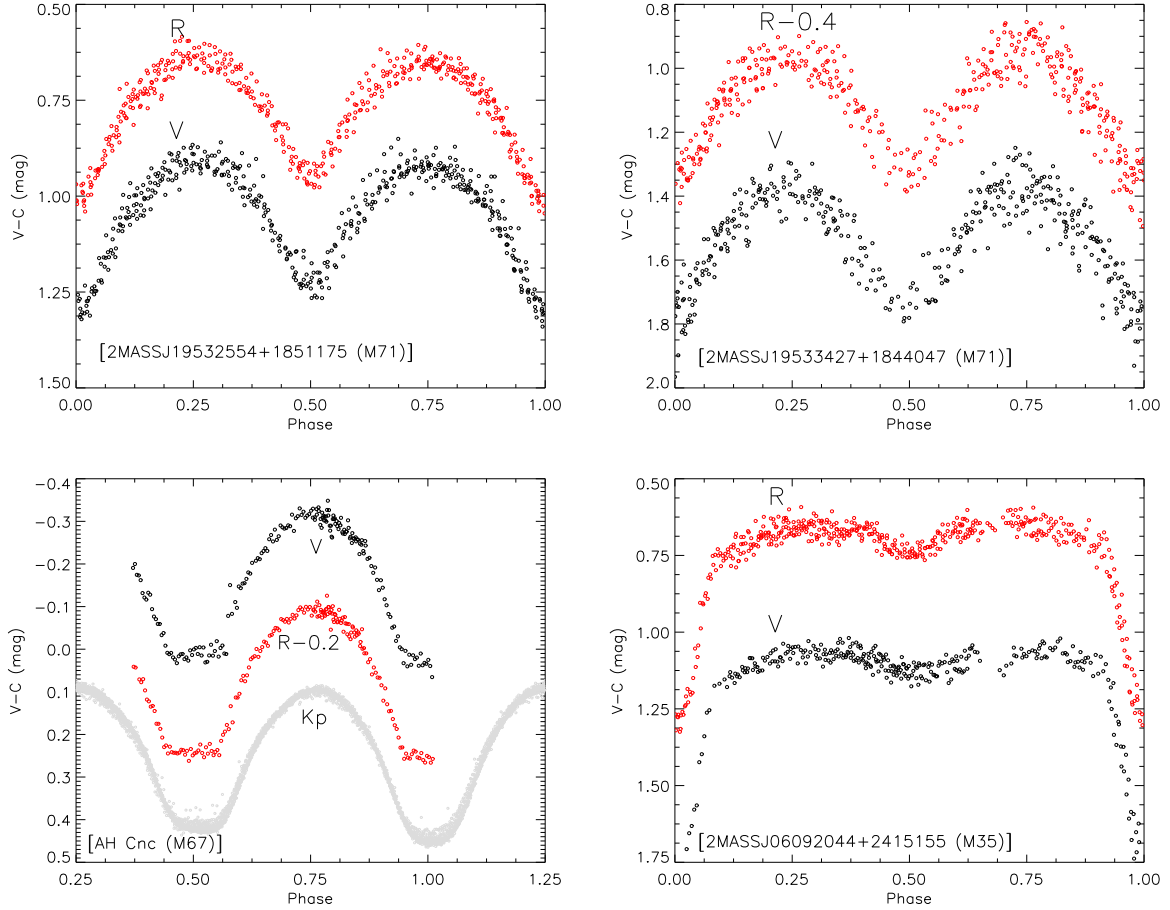 0.50
0.75
1.00
1.25
1.50
V-C (mag)
R
V
[2MASSJ19532554+1851175 (M71)]
0.00 0.25 0.50 0.75 1.00
Phase
0.8
1.0
1.2
1.4
1.6
1.8
2.0
V-C (mag)
R-0.4
V
[2MASSJ19533427+1844047 (M71)]
0.00 0.25 0.50 0.75 1.00
Phase
-0.4
-0.3
-0.2
-0.1
0.0
0.1
0.2
0.3
0.4
0.5
V-C (mag)
V
R-0.2
Kp
[AH Cnc (M67)]
0.25 0.50 0.75 1.00 1.25
Phase
0.50
0.75
1.00
1.25
1.50
1.75
V-C (mag)
R
V
[2MASSJ06092044+2415155 (M35)]
0.00 0.25 0.50 0.75 1.00
Phase